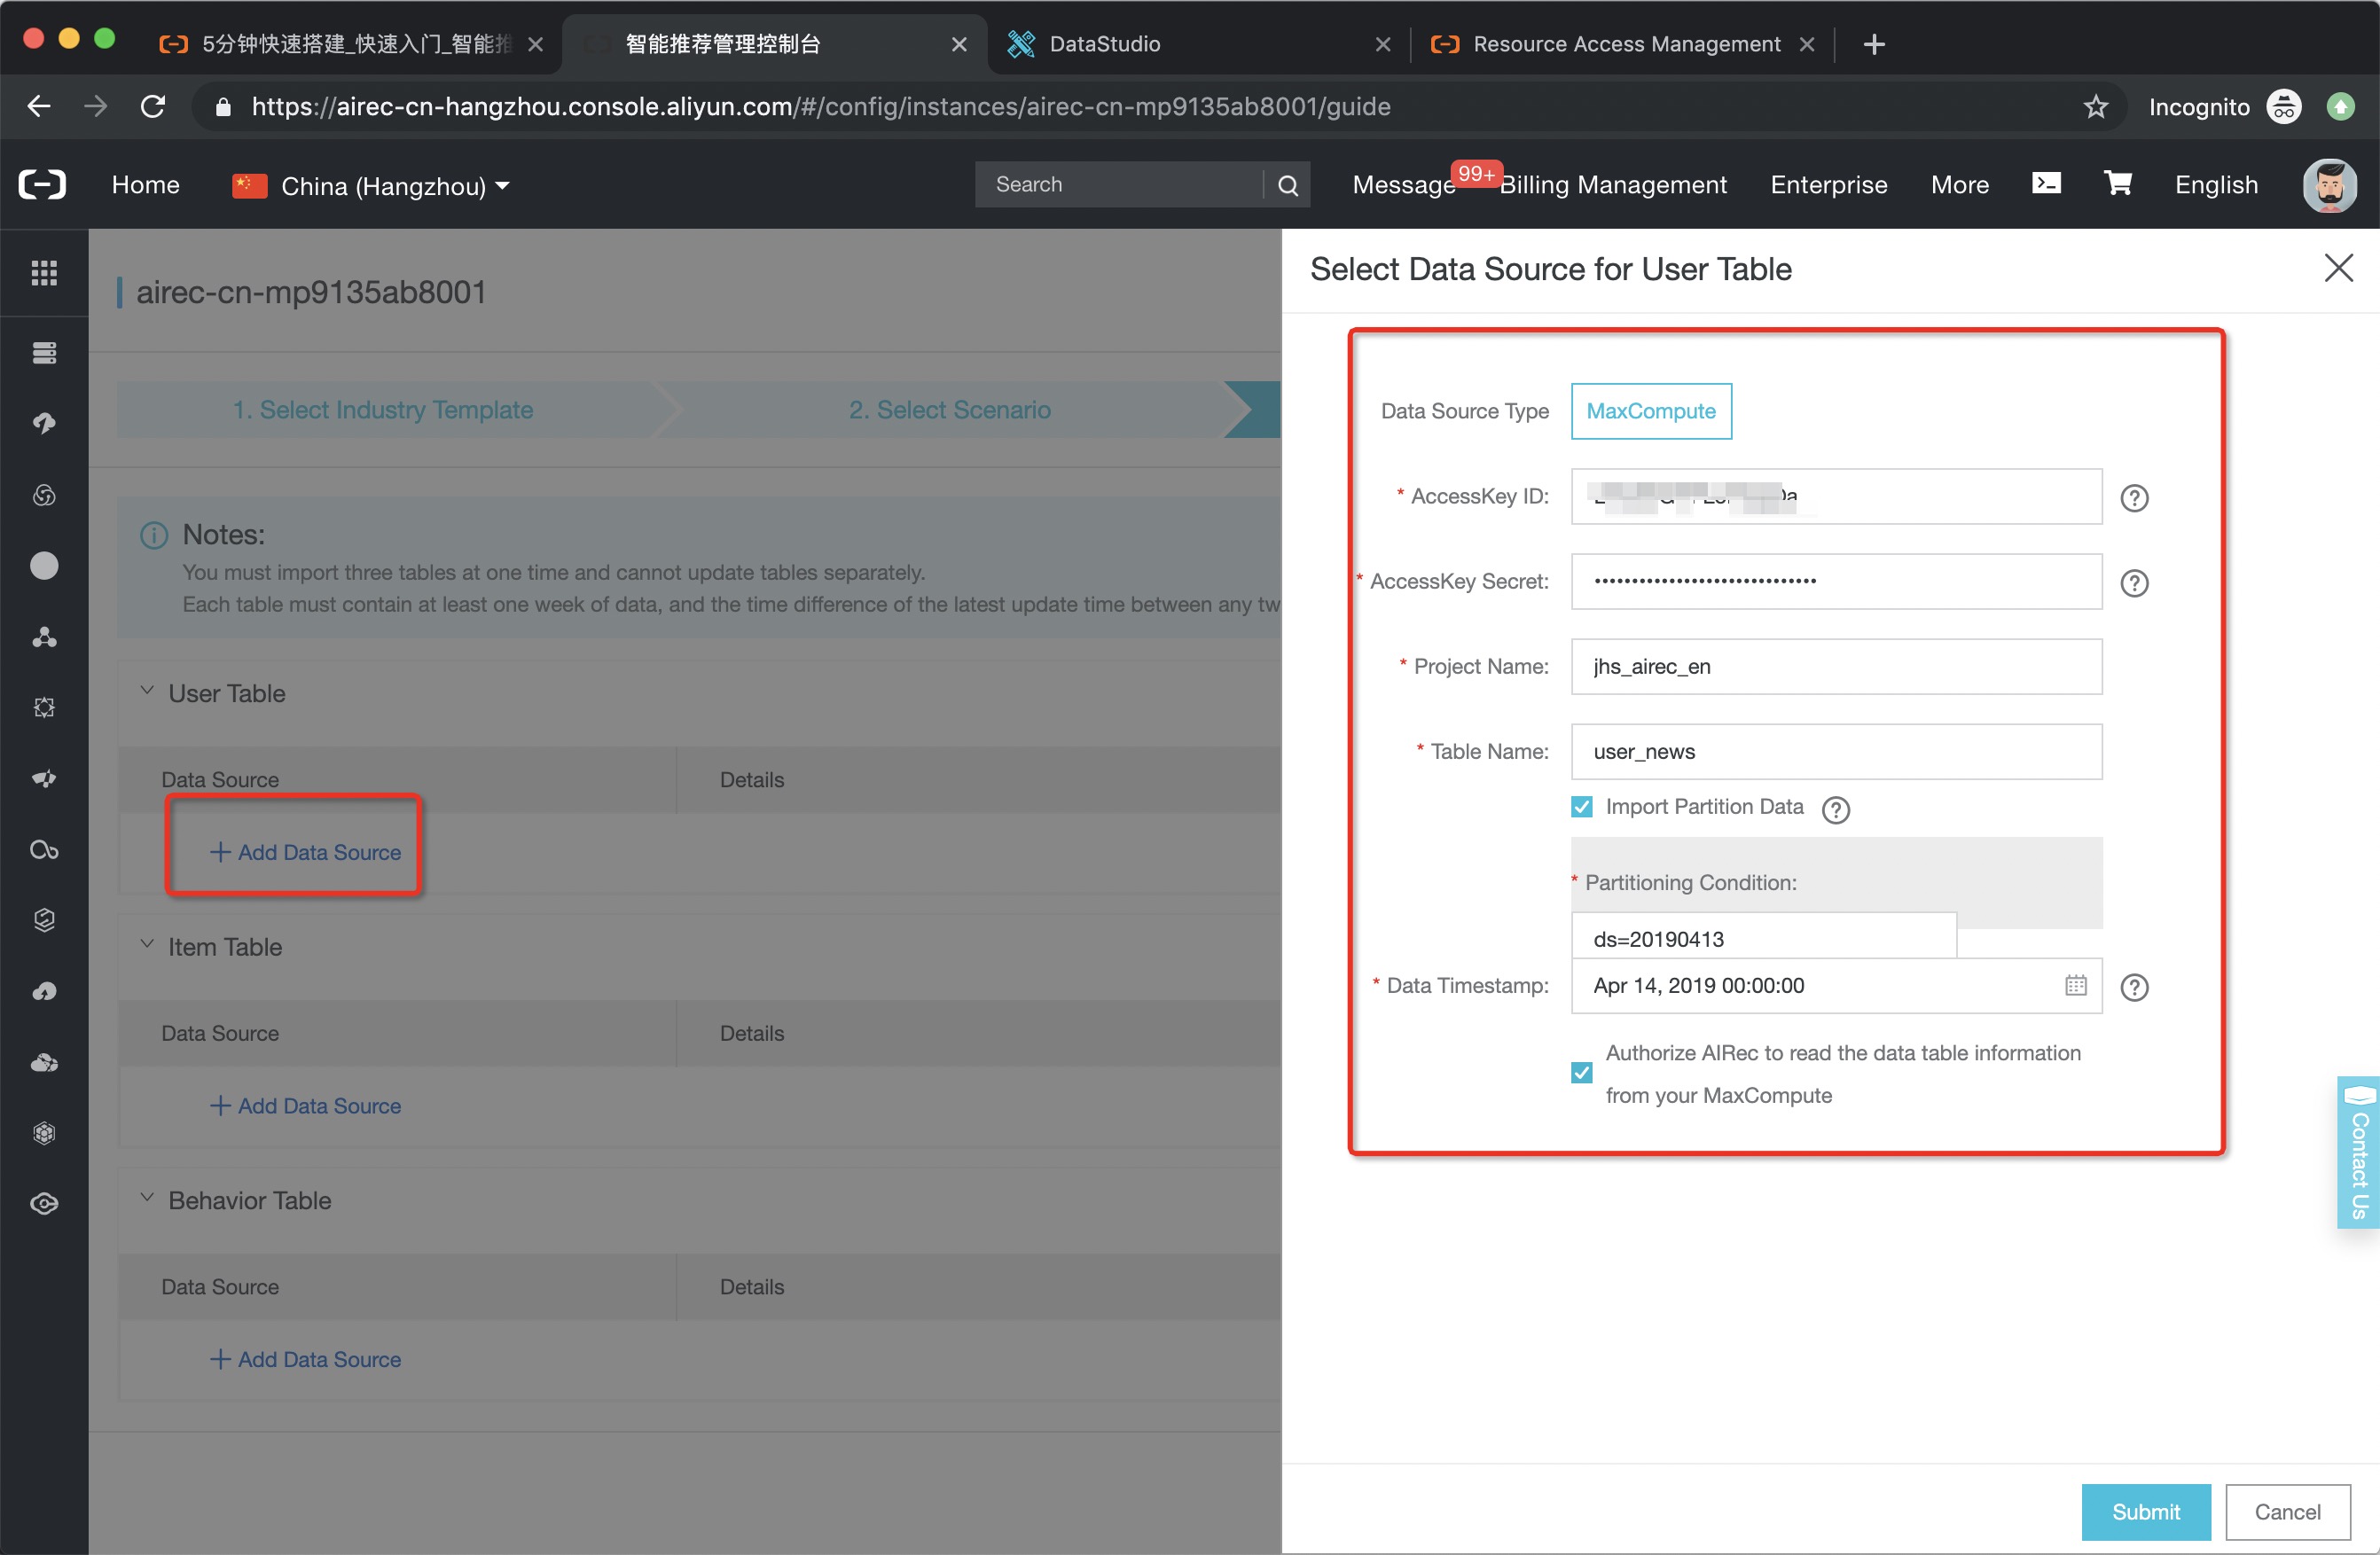 5分钟快速搭建_快速入门_智能推
智能推荐管理控制台
DataStudio
Resource Access Management
https://airec-cn-hangzhou.console.aliyun.com/#/config/instances/airec-cn-mp9135ab8001/guide
Incognito
Home
China (Hangzhou)
Search
Message
99+
Billing Management
Enterprise
More
English
airec-cn-mp9135ab8001
1. Select Industry Template
2. Select Scenario
Notes:
You must import three tables at one time and cannot update tables separately.
Each table must contain at least one week of data, and the time difference of the latest update time between any tw
User Table
Data Source
Details
Add Data Source
Item Table
Data Source
Details
Add Data Source
Behavior Table
Data Source
Details
Add Data Source
Select Data Source for User Table
Data Source Type
MaxCompute
* AccessKey ID:
* AccessKey Secret:
••••••••••••••••••••••••••••••
* Project Name:
jhs_airec_en
* Table Name:
user_news
Import Partition Data
* Partitioning Condition:
ds=20190413
* Data Timestamp:
Apr 14, 2019 00:00:00
Authorize AIRec to read the data table information
from your MaxCompute
Contact Us
Submit
Cancel